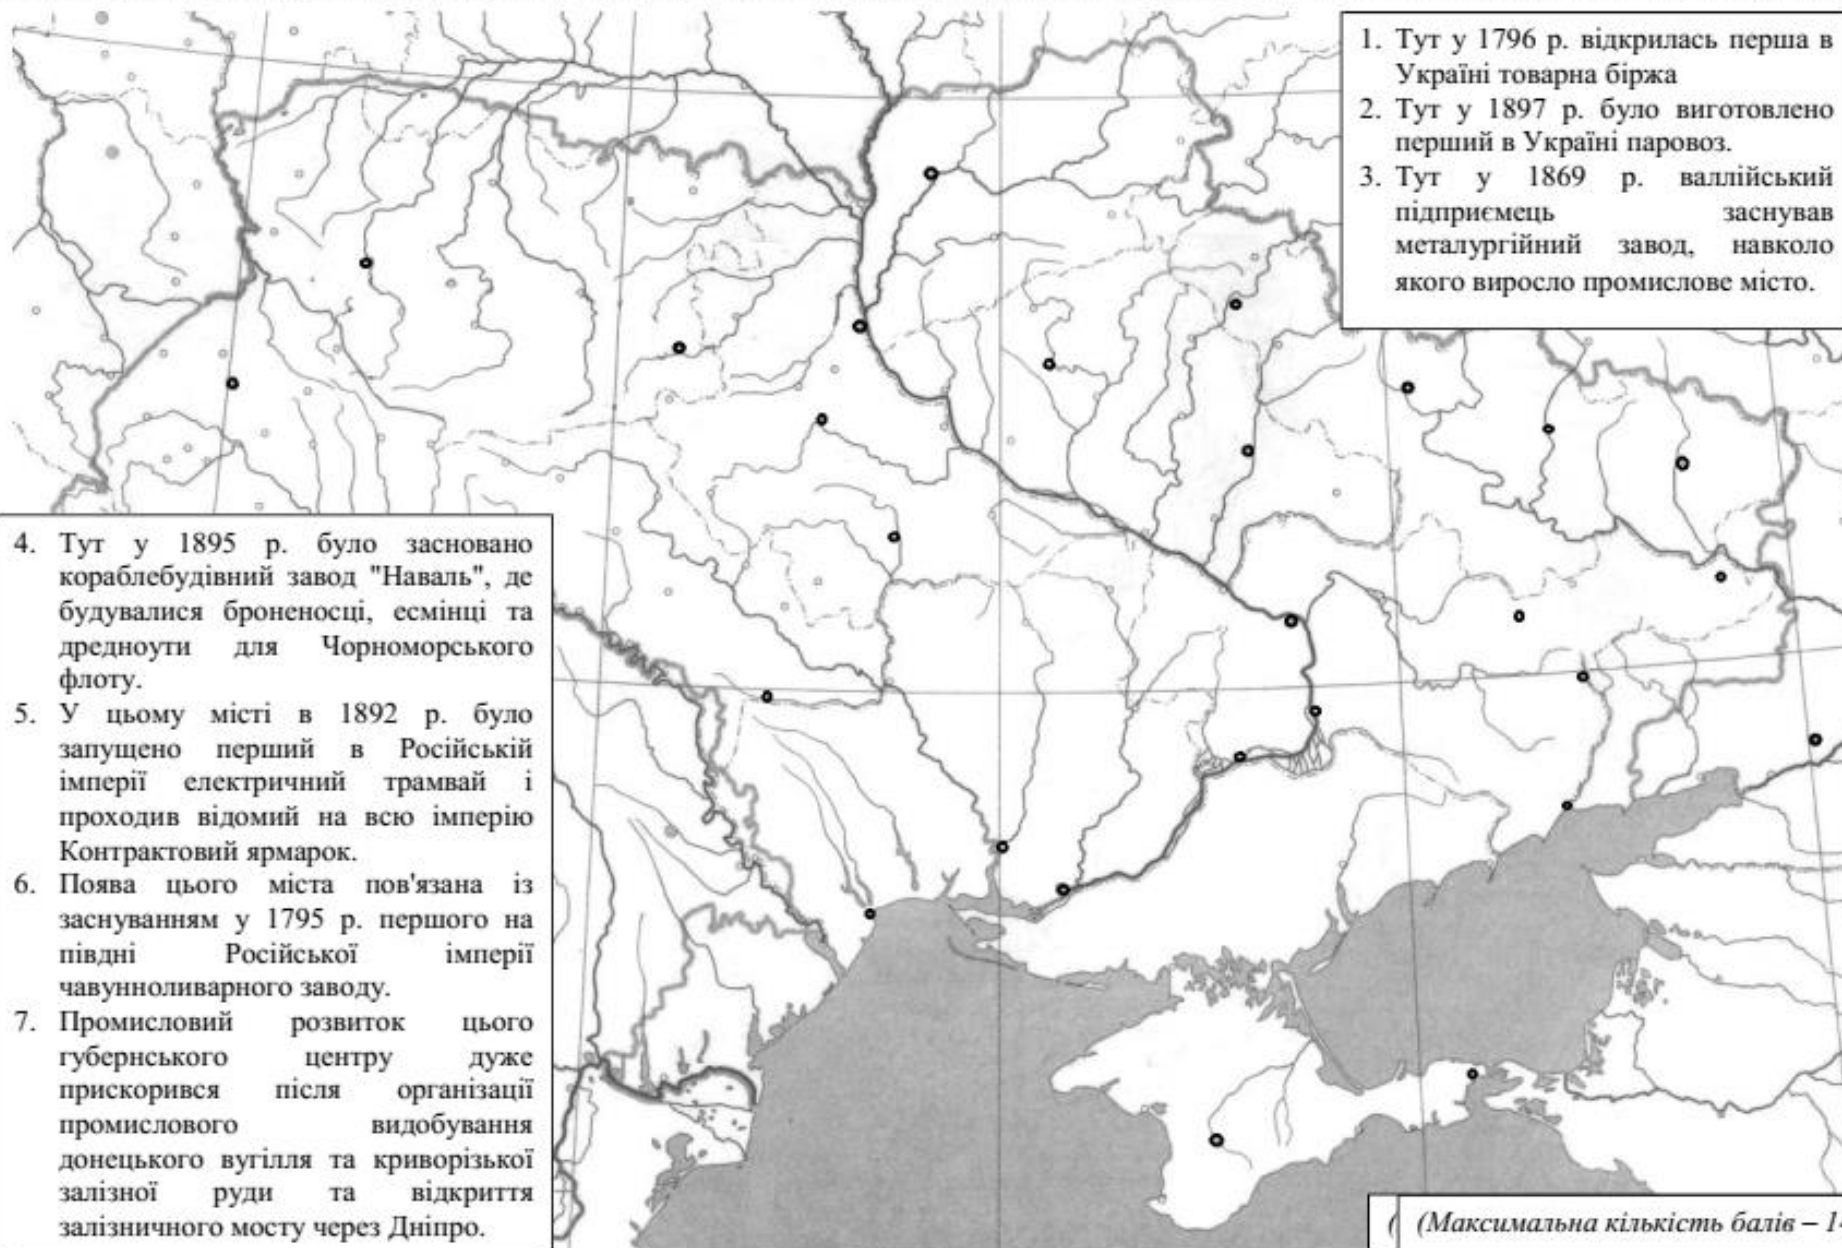 1. Тут у 1796 р. відкрилась перша в
Україні товарна біржа
2. Тут у 1897 р. було виготовлено
перший в Україні паровоз.
3. Тут у 1869 р. валлійський
підприємець заснував
металургійний завод, навколо
якого виросло промислове місто.
4. Тут у 1895 р. було засновано
кораблебудівний завод "Наваль", де
будувалися броненосці, есмінці та
дредноути для Чорноморського
флоту.
5. У цьому місті в 1892 р. було
запущено перший в Російській
імперії електричний трамвай і
проходив відомий на всю імперію
Контрактовий ярмарок.
6. Поява цього міста пов'язана із
заснуванням у 1795 р. першого на
півдні Російської імперії
чавунноливарного заводу.
7. Промисловий розвиток цього
губернського центру дуже
прискорився після організації
промислового видобування
донецького вугілля та криворізької
залізної руди та відкриття
залізничного мосту через Дніпро.
( (Максимальна кількість балів –